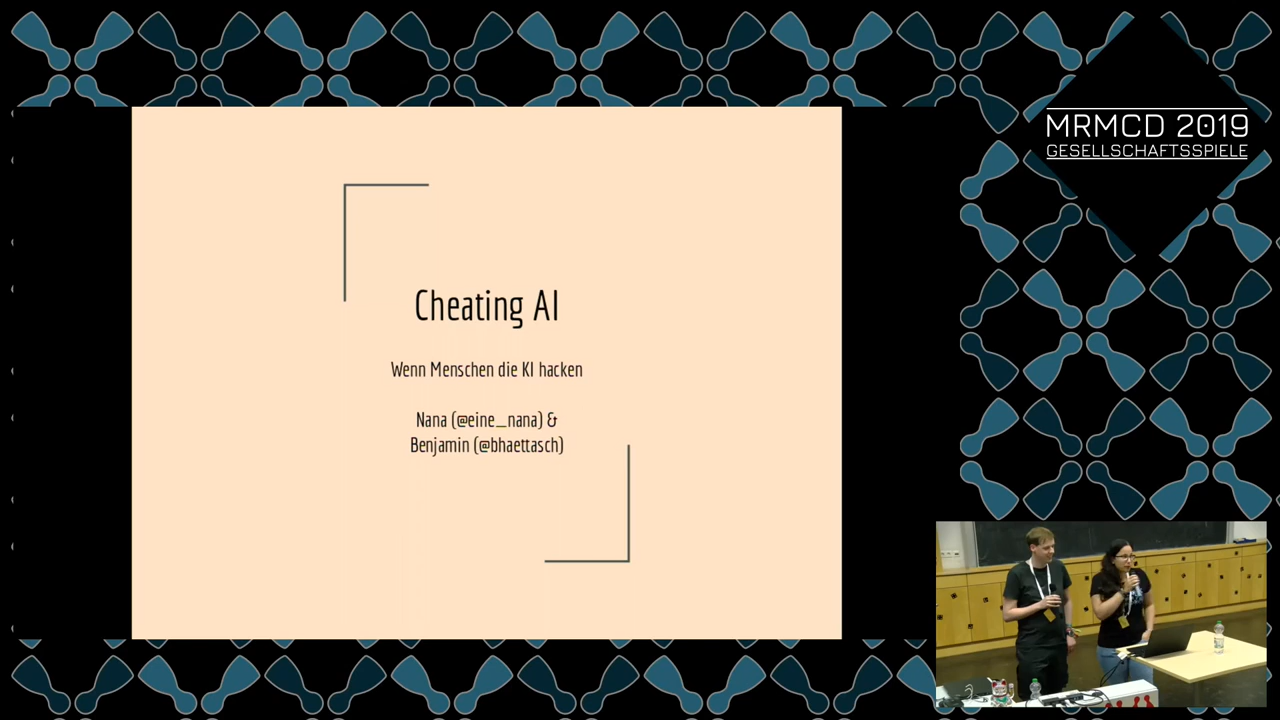 MRMCD 2019
GESELLSCHAFTSSPIELE
Cheating AI
Wenn Menschen die KI hacken
Nana (@eine_nana) &
Benjamin (@bhaettasch)